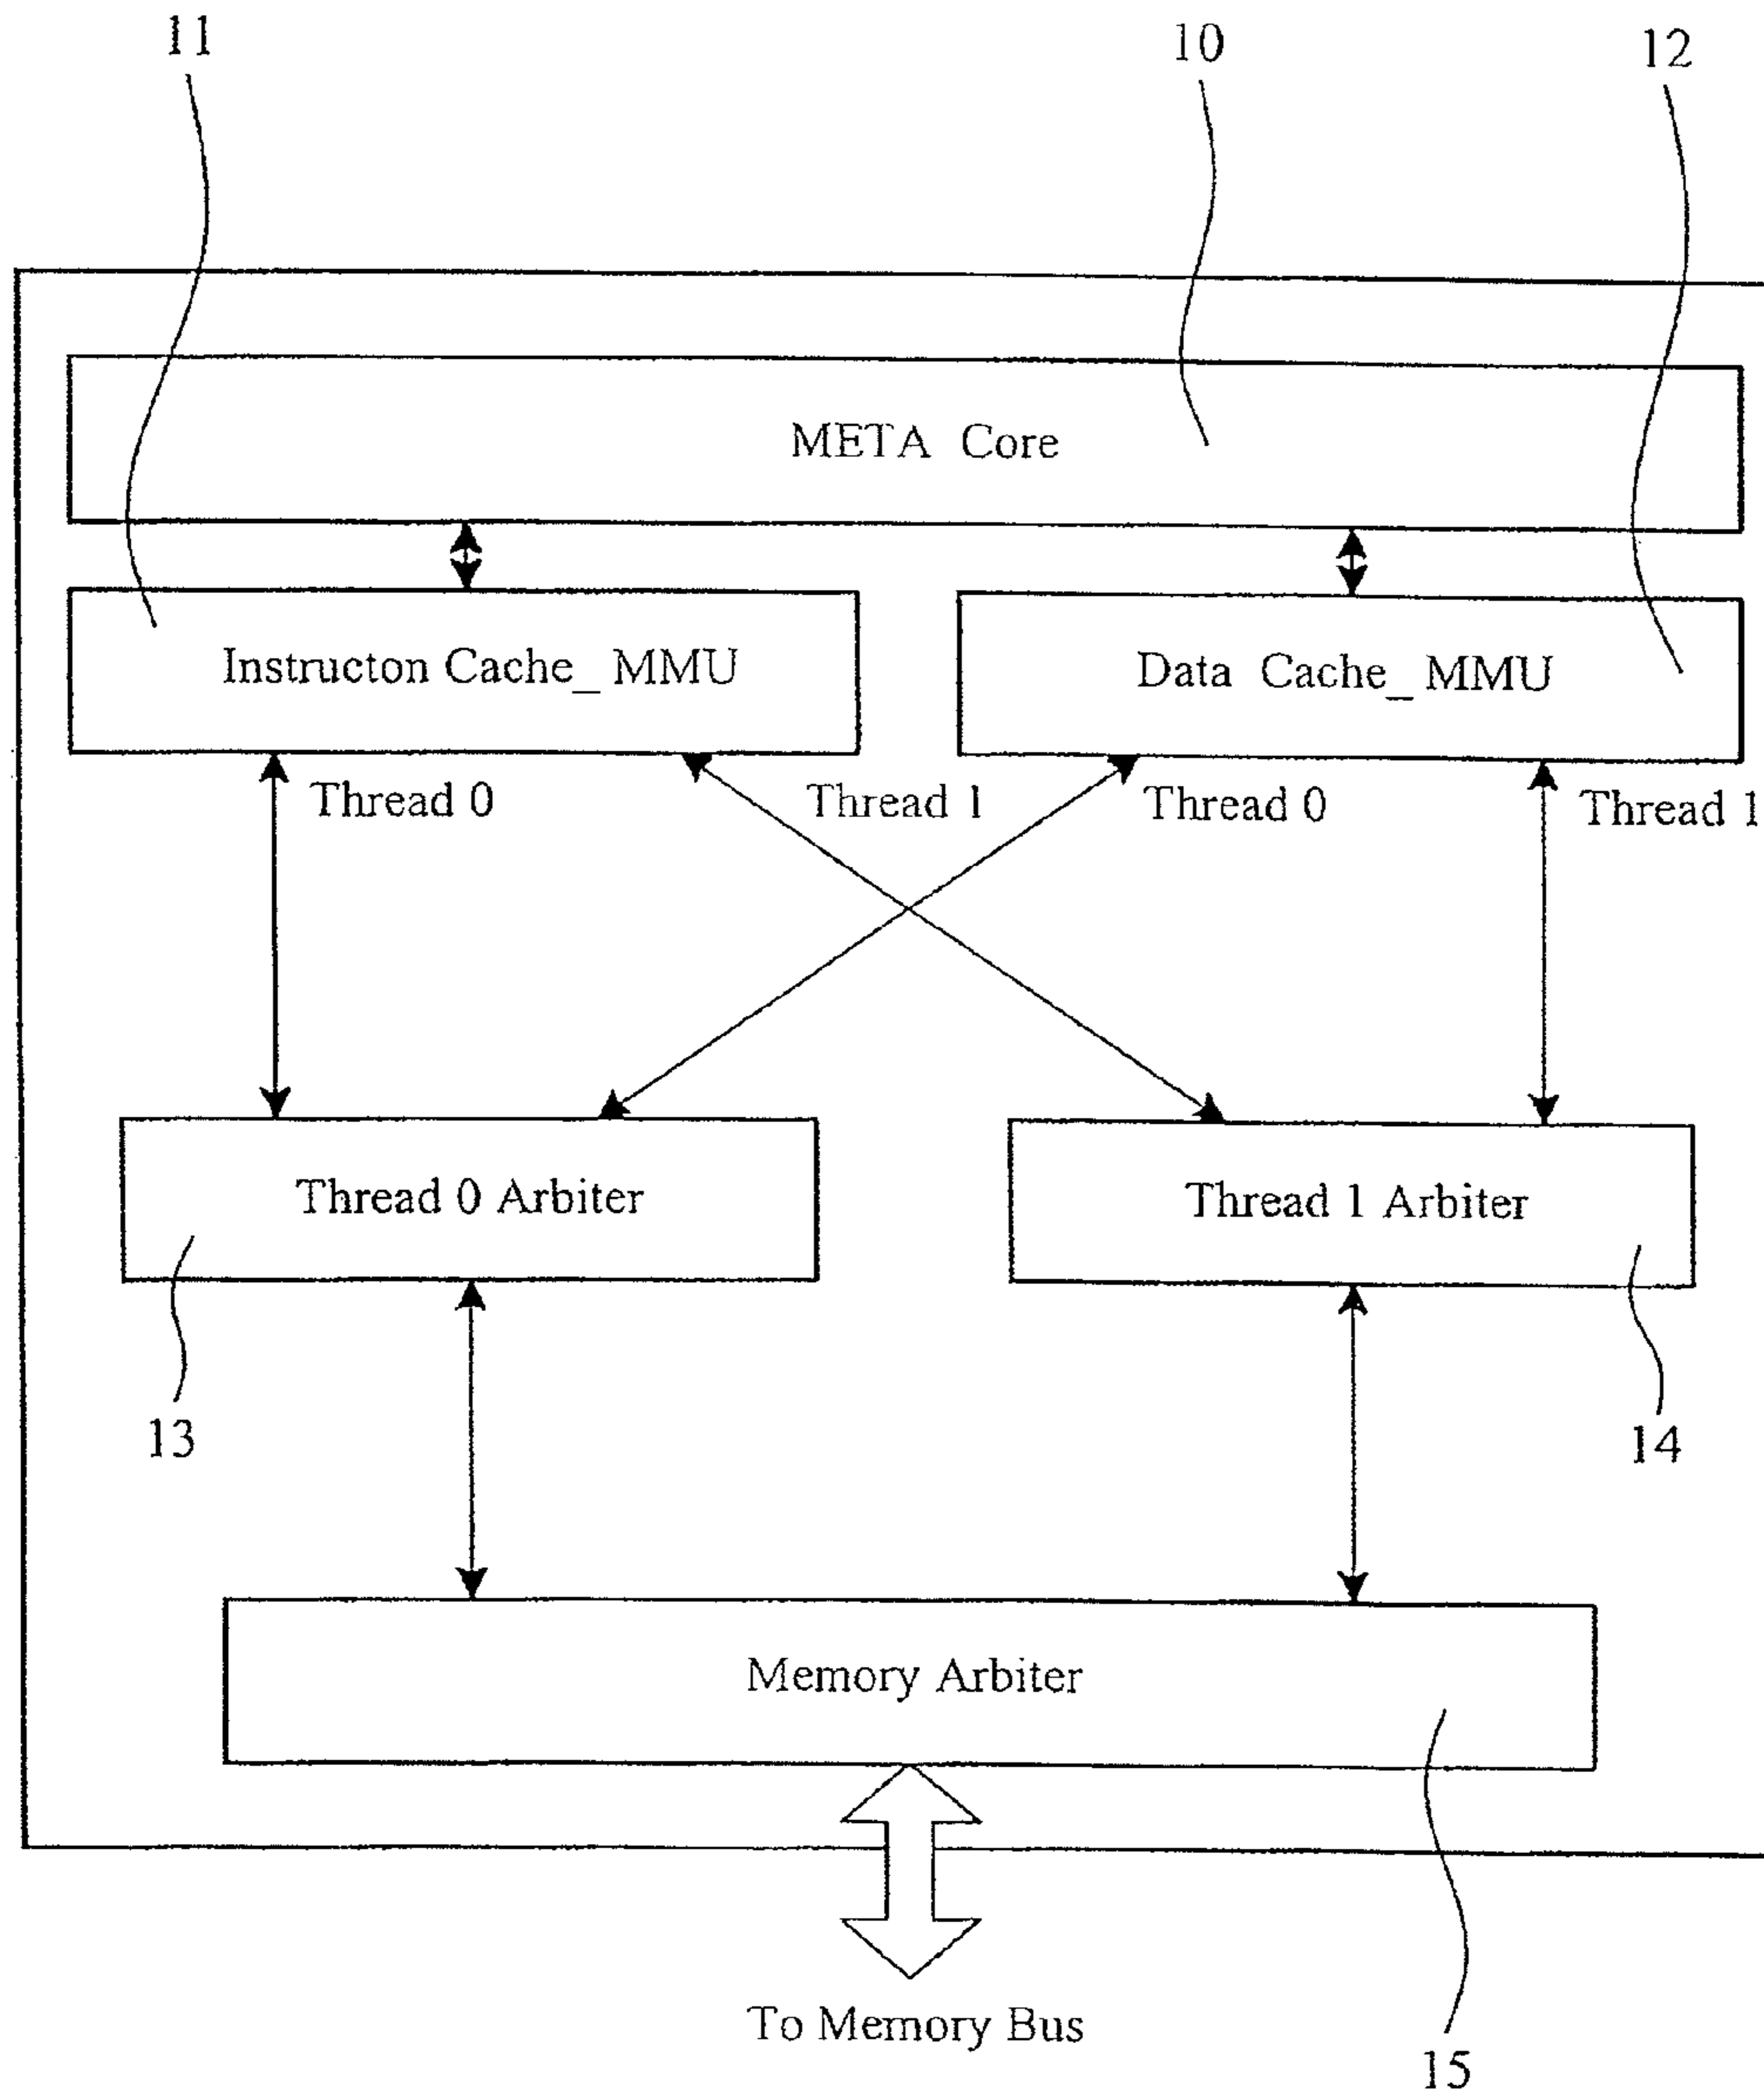 11
10
12
META Core
Instructon Cache_ MMU
Data Cache_ MMU
Thread 0
Thread 1
Thread 0
Thread 1
Thread 0 Arbiter
Thread 1 Arbiter
13
14
Memory Arbiter
To Memory Bus
15